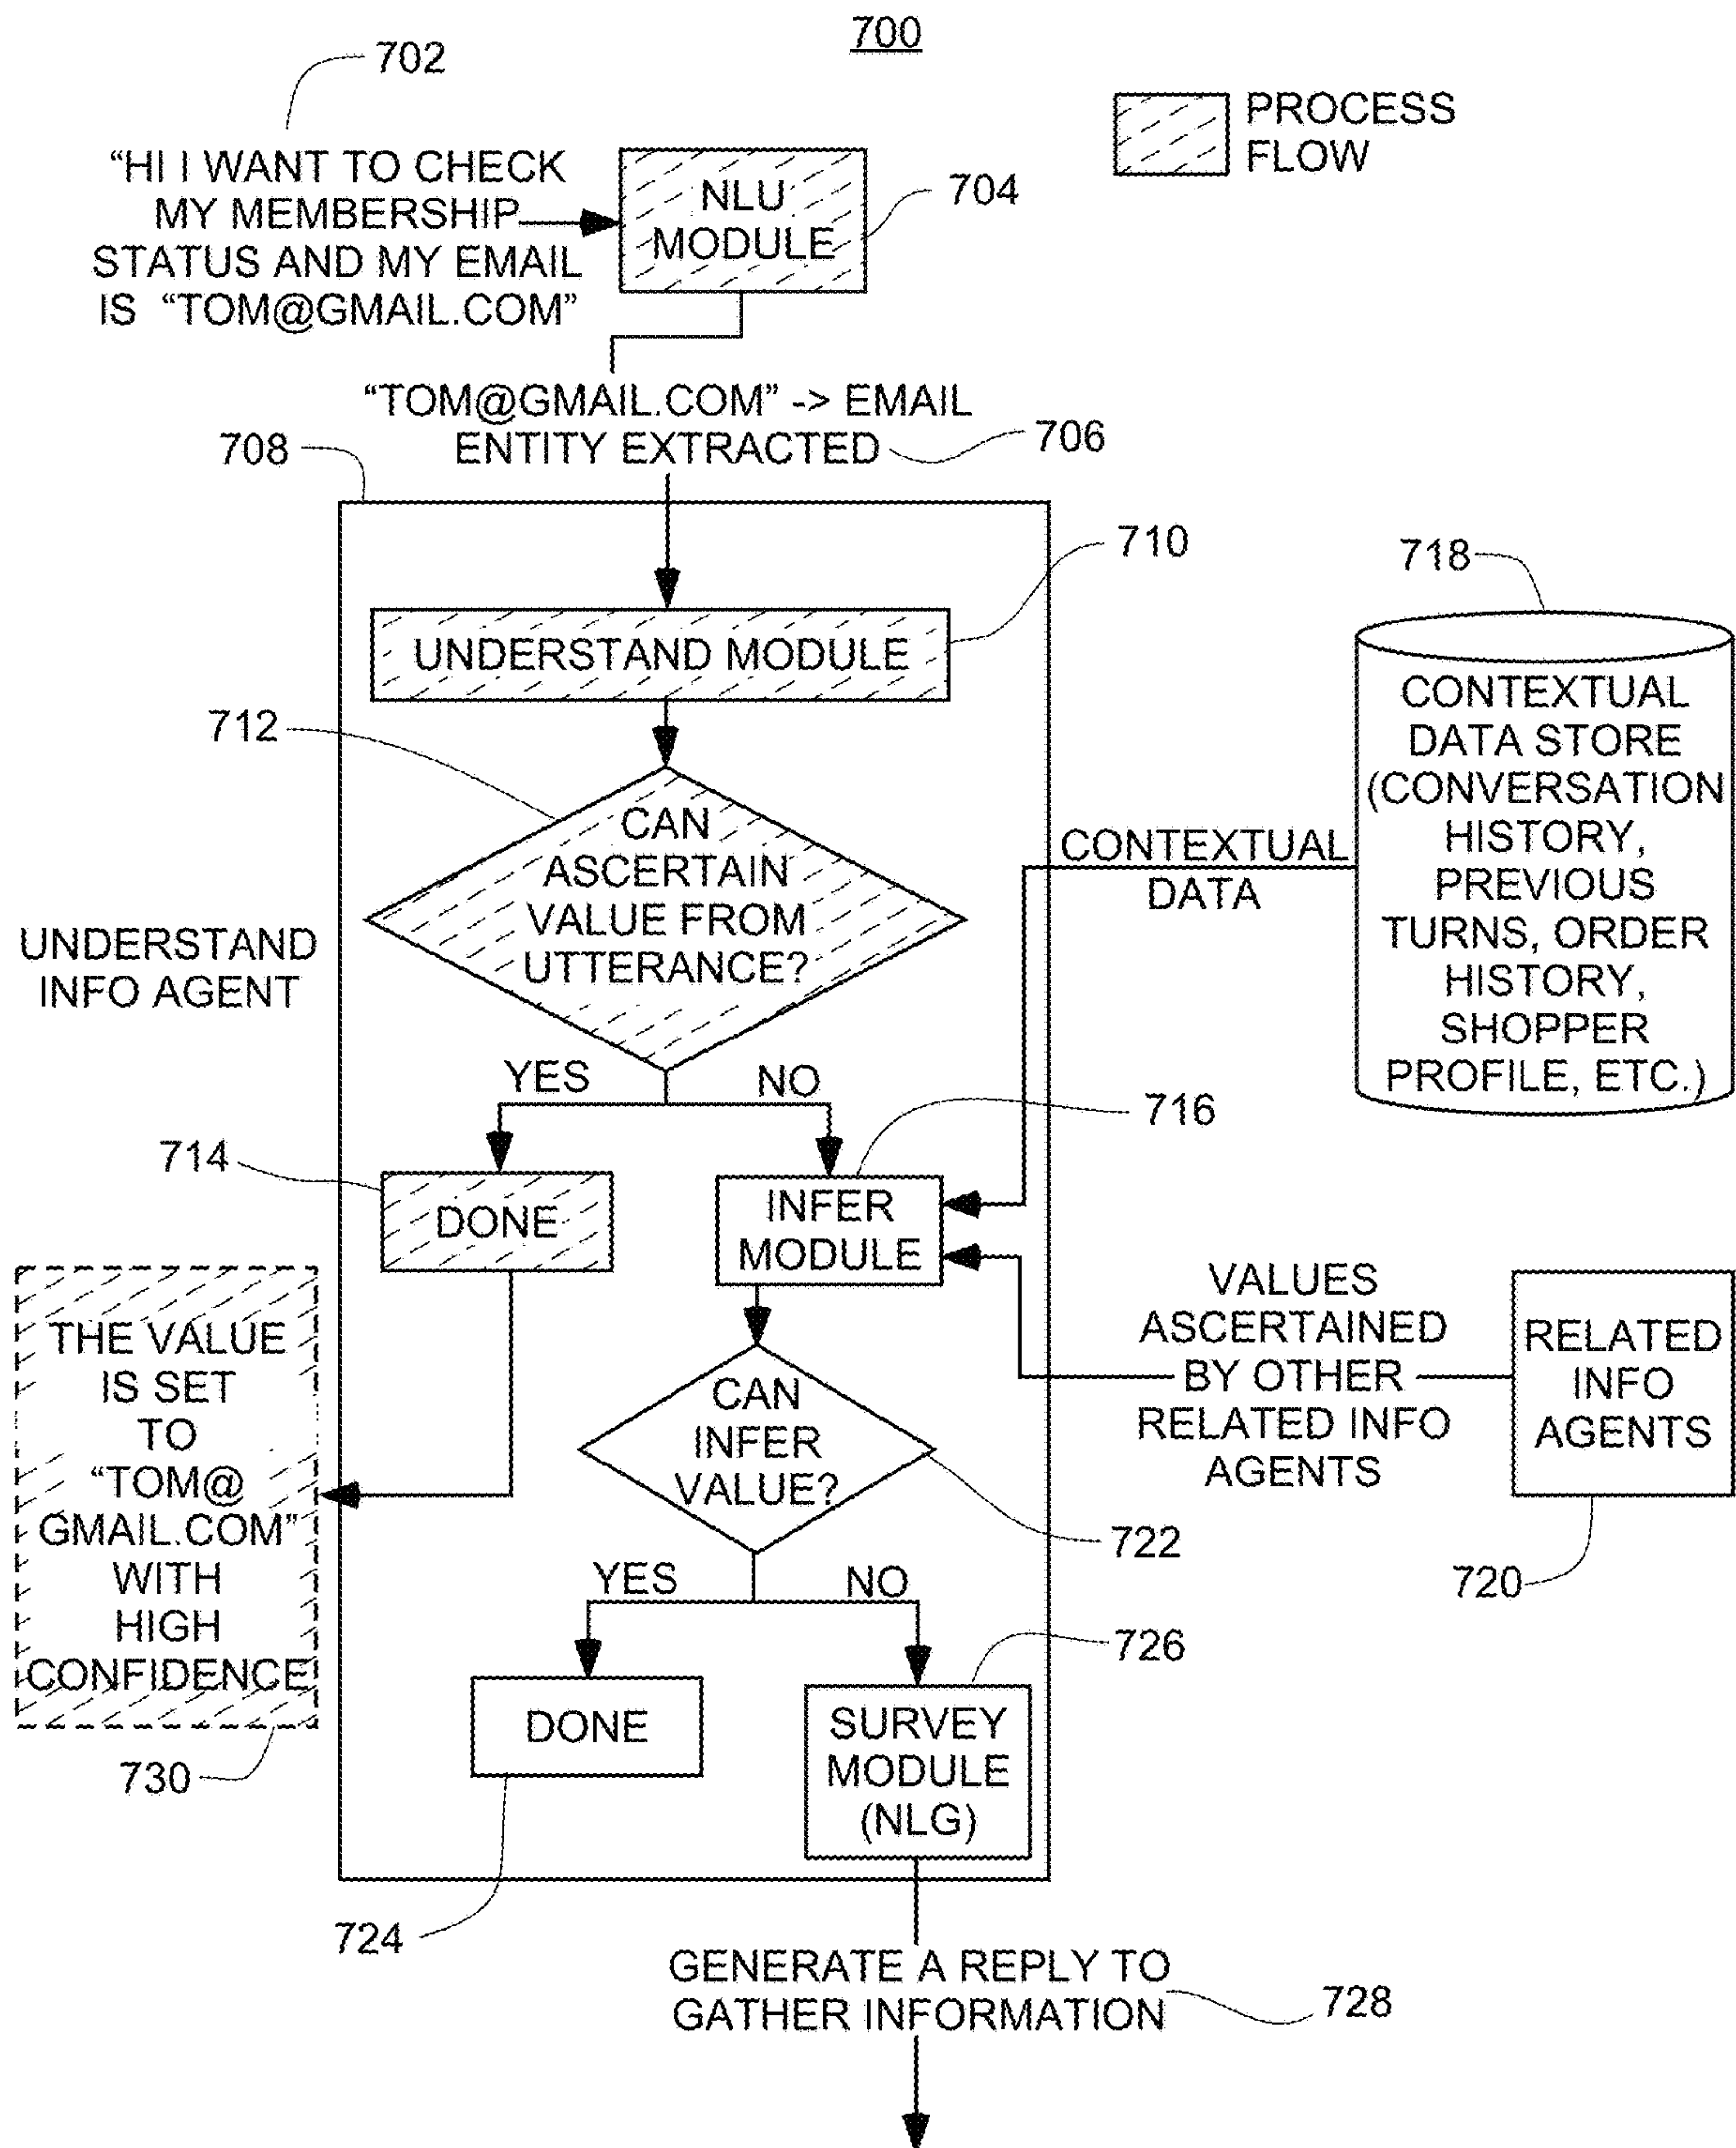 700
702
PROCESS
FLOW
“HI I WANT TO CHECK
MY MEMBERSHIP
STATUS AND MY EMAIL
IS “TOM@GMAIL.COM”
NLU
MODULE
704
“TOM@GMAIL.COM” -> EMAIL
ENTITY EXTRACTED
706
708
710
UNDERSTAND MODULE
712
CAN
ASCERTAIN
VALUE FROM
UTTERANCE?
UNDERSTAND
INFO AGENT
718
CONTEXTUAL
DATA STORE
(CONVERSATION
HISTORY,
PREVIOUS
TURNS, ORDER
HISTORY,
SHOPPER
PROFILE, ETC.)
CONTEXTUAL
DATA
YES
NO
714
DONE
716
INFER
MODULE
THE VALUE
IS SET
TO
“TOM@
GMAIL.COM”
WITH
HIGH
CONFIDENCE
730
VALUES
ASCERTAINED
BY OTHER
RELATED INFO
AGENTS
RELATED
INFO
AGENTS
720
CAN
INFER
VALUE?
722
YES
NO
DONE
724
726
SURVEY
MODULE
(NLG)
GENERATE A REPLY TO
GATHER INFORMATION
728